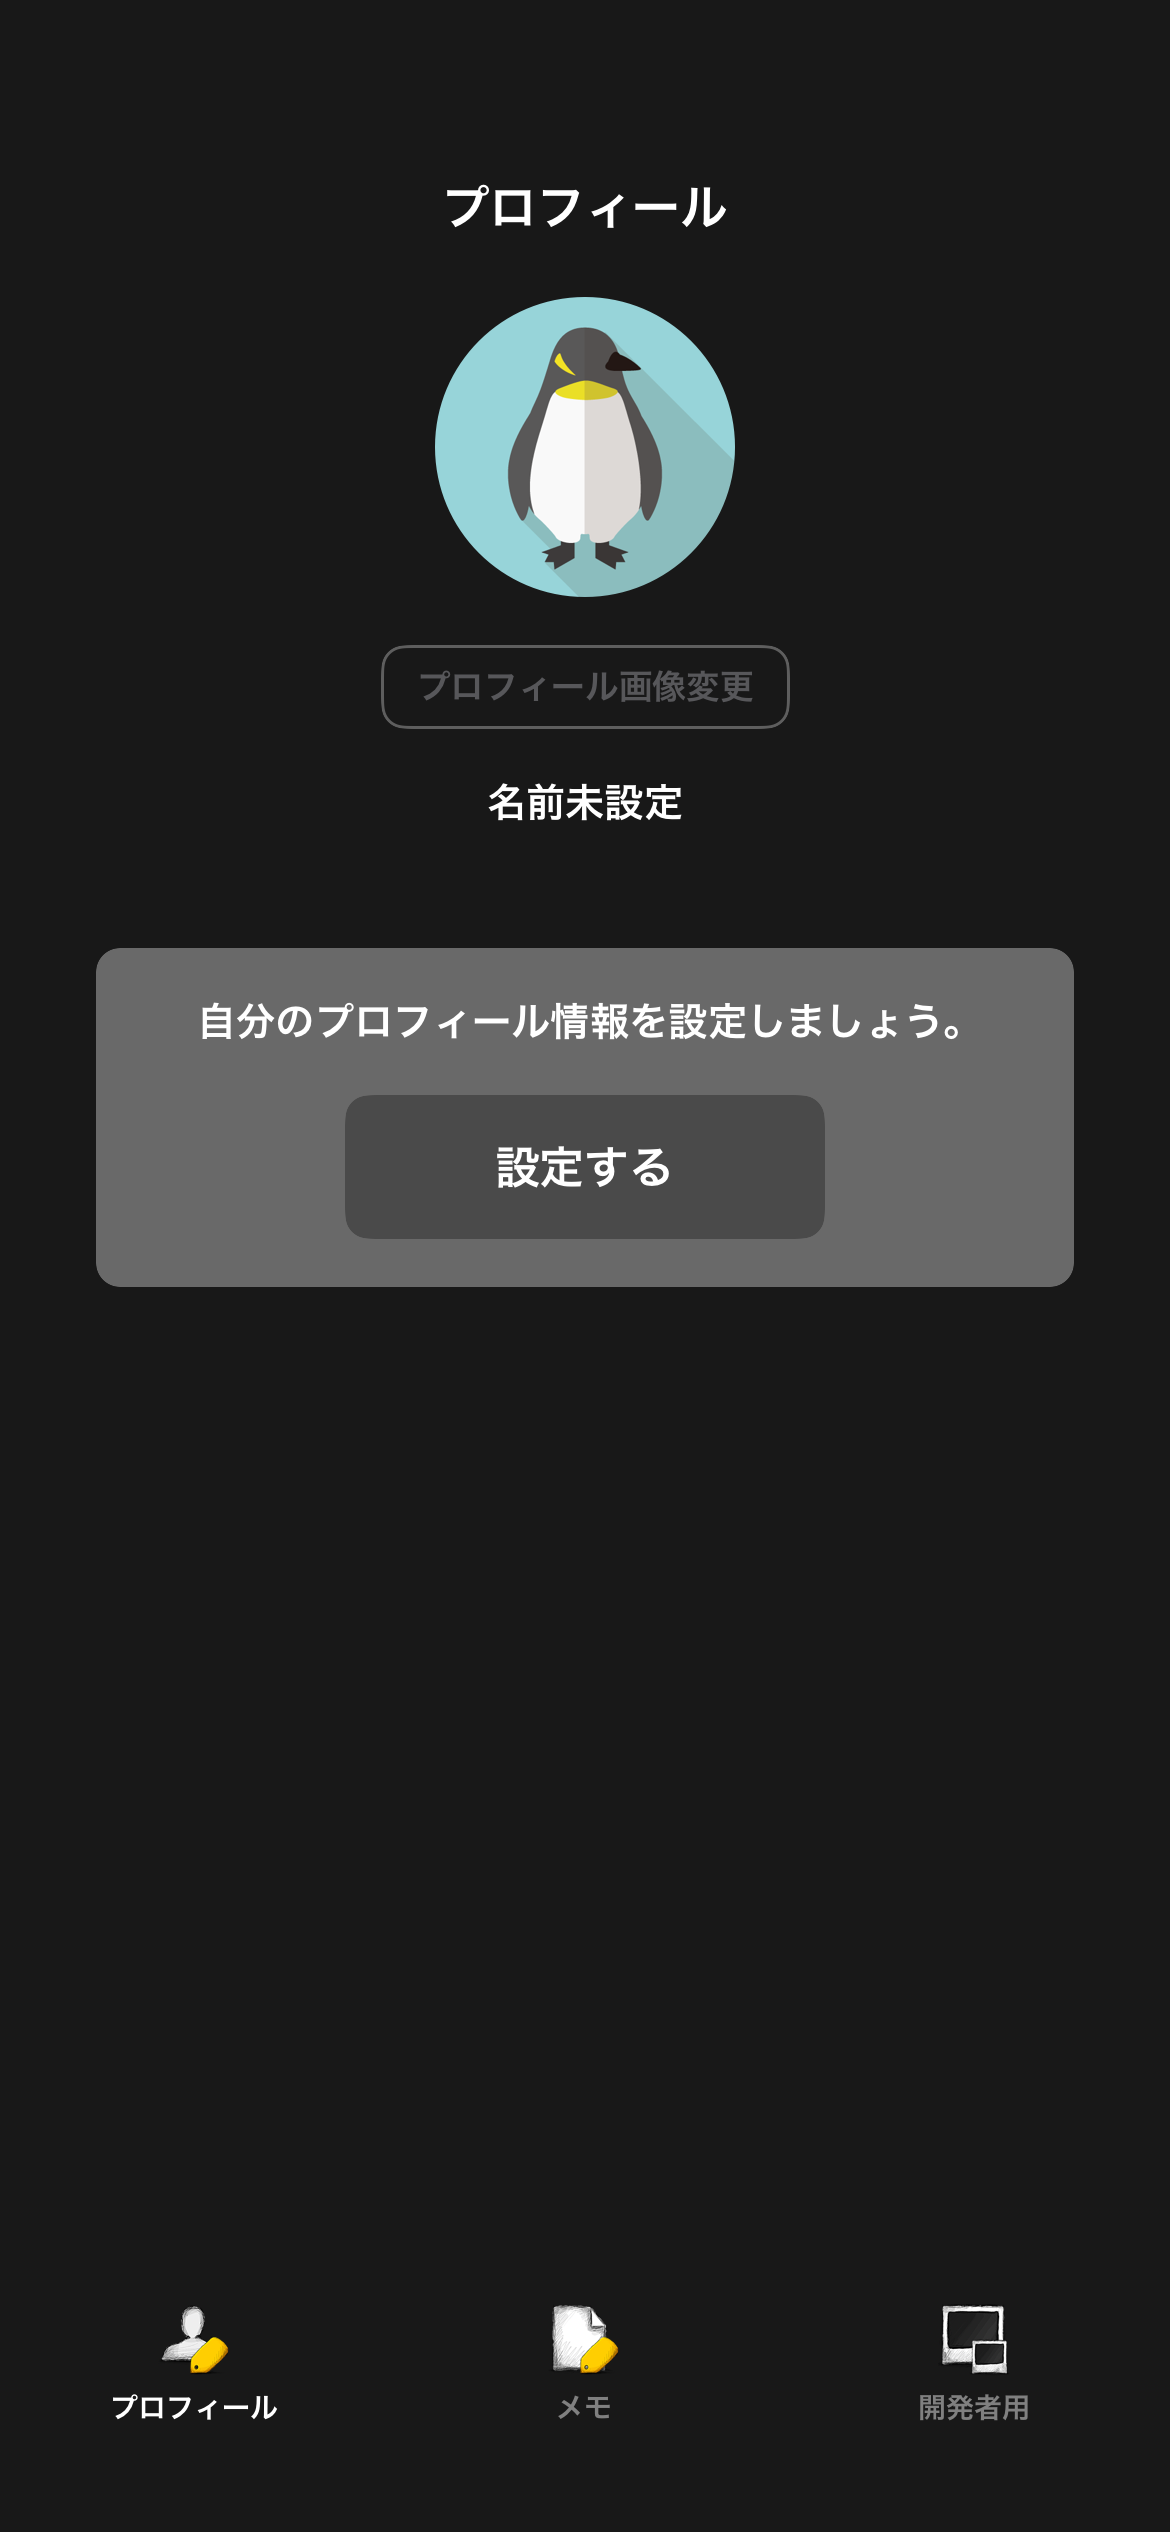 プロフィール
プロフィール画像変更
名前未設定
自分のプロフィール情報を設定しましょう。
設定する
プロフィール
メモ
開発者用